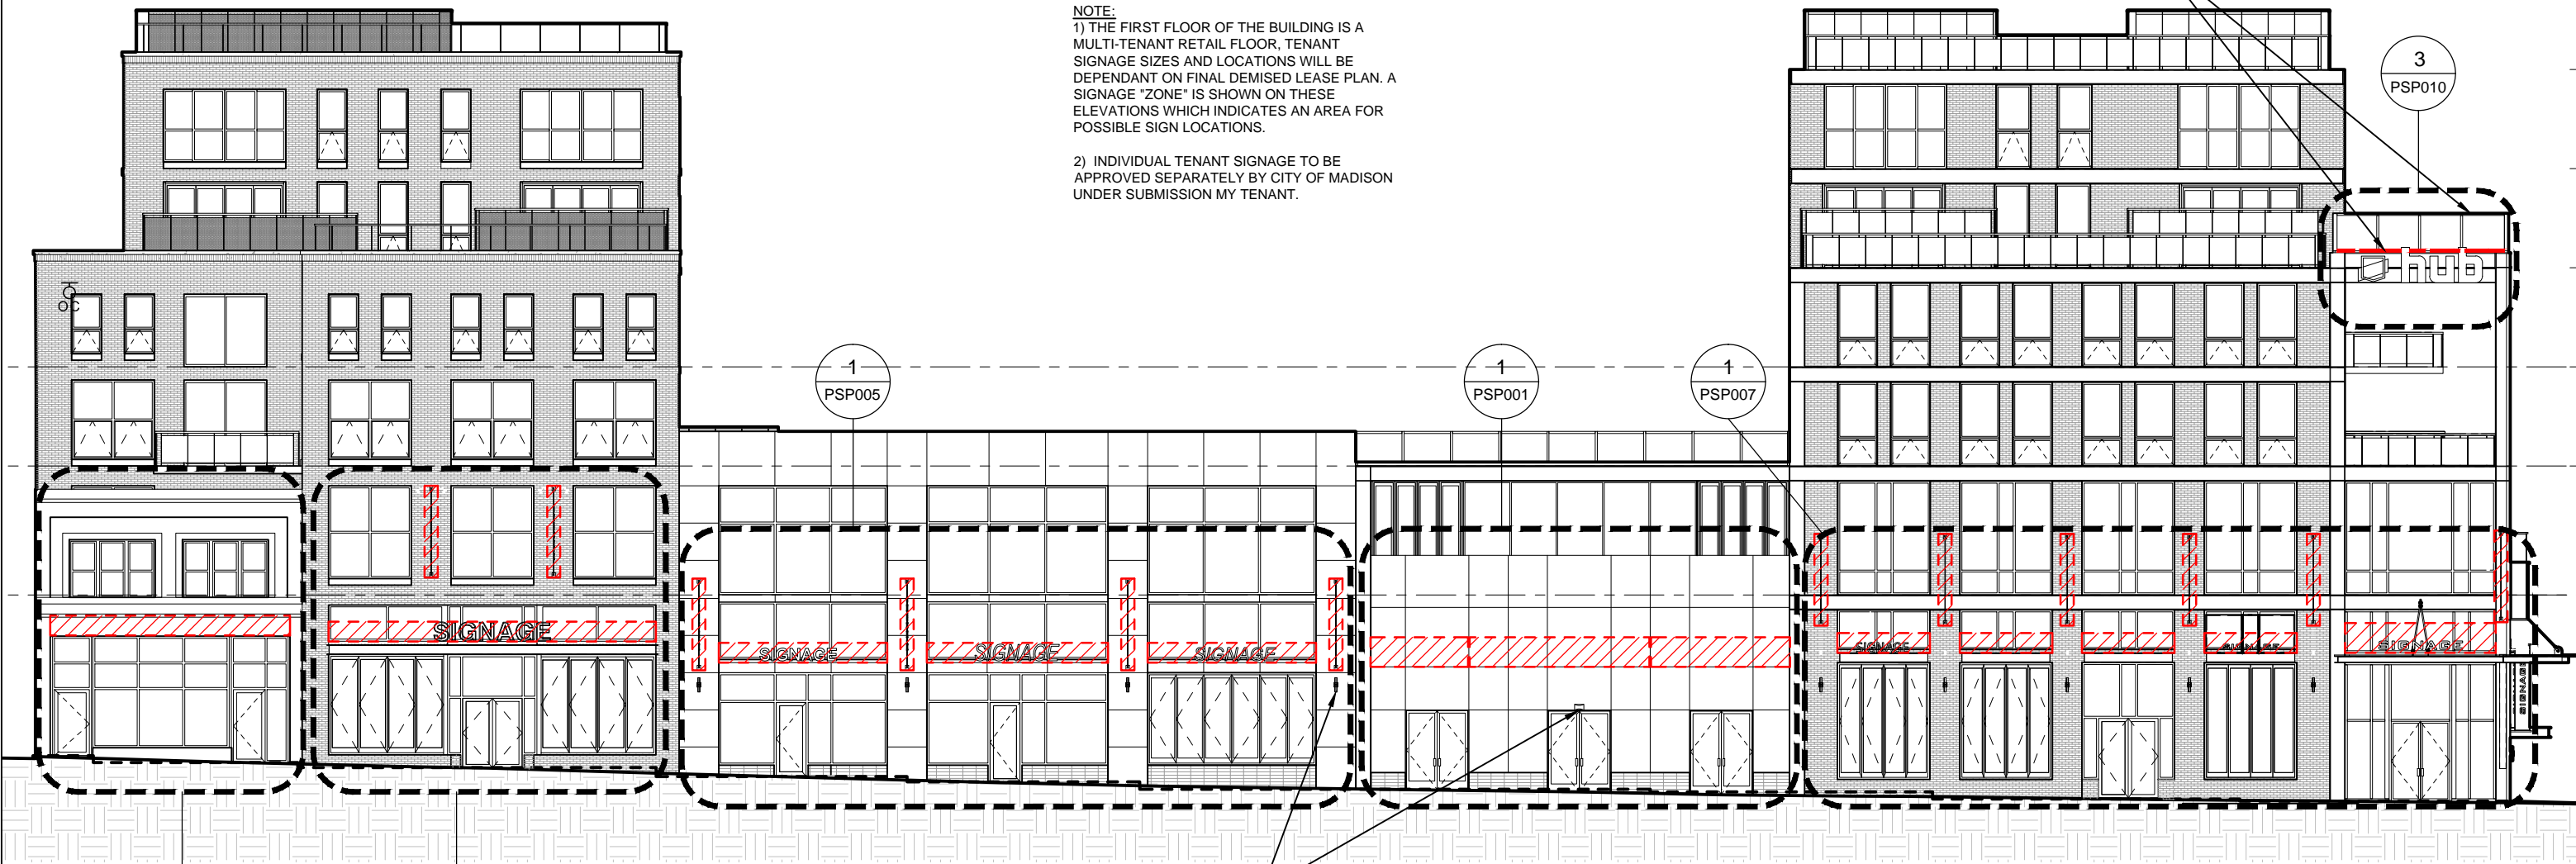 NOTE:
1) THE FIRST FLOOR OF THE BUILDING IS A
MULTI-TENANT RETAIL FLOOR, TENANT
SIGNAGE SIZES AND LOCATIONS WILL BE
DEPENDANT ON FINAL DEMISED LEASE PLAN. A
SIGNAGE "ZONE" IS SHOWN ON THESE
ELEVATIONS WHICH INDICATES AN AREA FOR
POSSIBLE SIGN LOCATIONS.
2) INDIVIDUAL TENANT SIGNAGE TO BE
APPROVED SEPARATELY BY CITY OF MADISON
UNDER SUBMISSION MY TENANT.
3
PSP010
hub
OC
1
PSP005
1
PSP001
1
PSP007
SIGNAGE
SIGNAGE
SIGNAGE
SIGNAGE
SIGNAGE
SIGNAGE
SIGNAGE
SIGNAGE